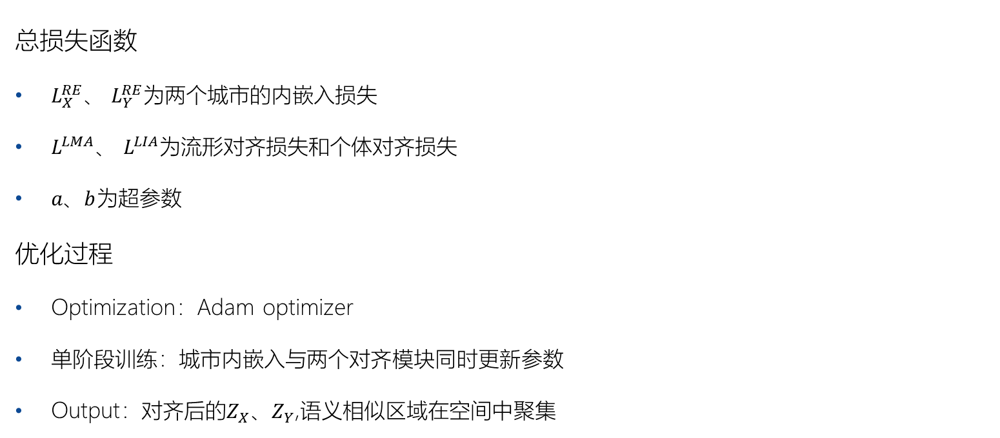 总损失函数
• $L_X^{RE}$、 $L_Y^{RE}$为两个城市的内嵌入损失
• $L^{LMA}$、 $L^{LIA}$为流形对齐损失和个体对齐损失
• $a$、$b$为超参数
优化过程
• Optimization：Adam optimizer
• 单阶段训练：城市内嵌入与两个对齐模块同时更新参数
• Output：对齐后的$Z_X$、$Z_Y$,语义相似区域在空间中聚集